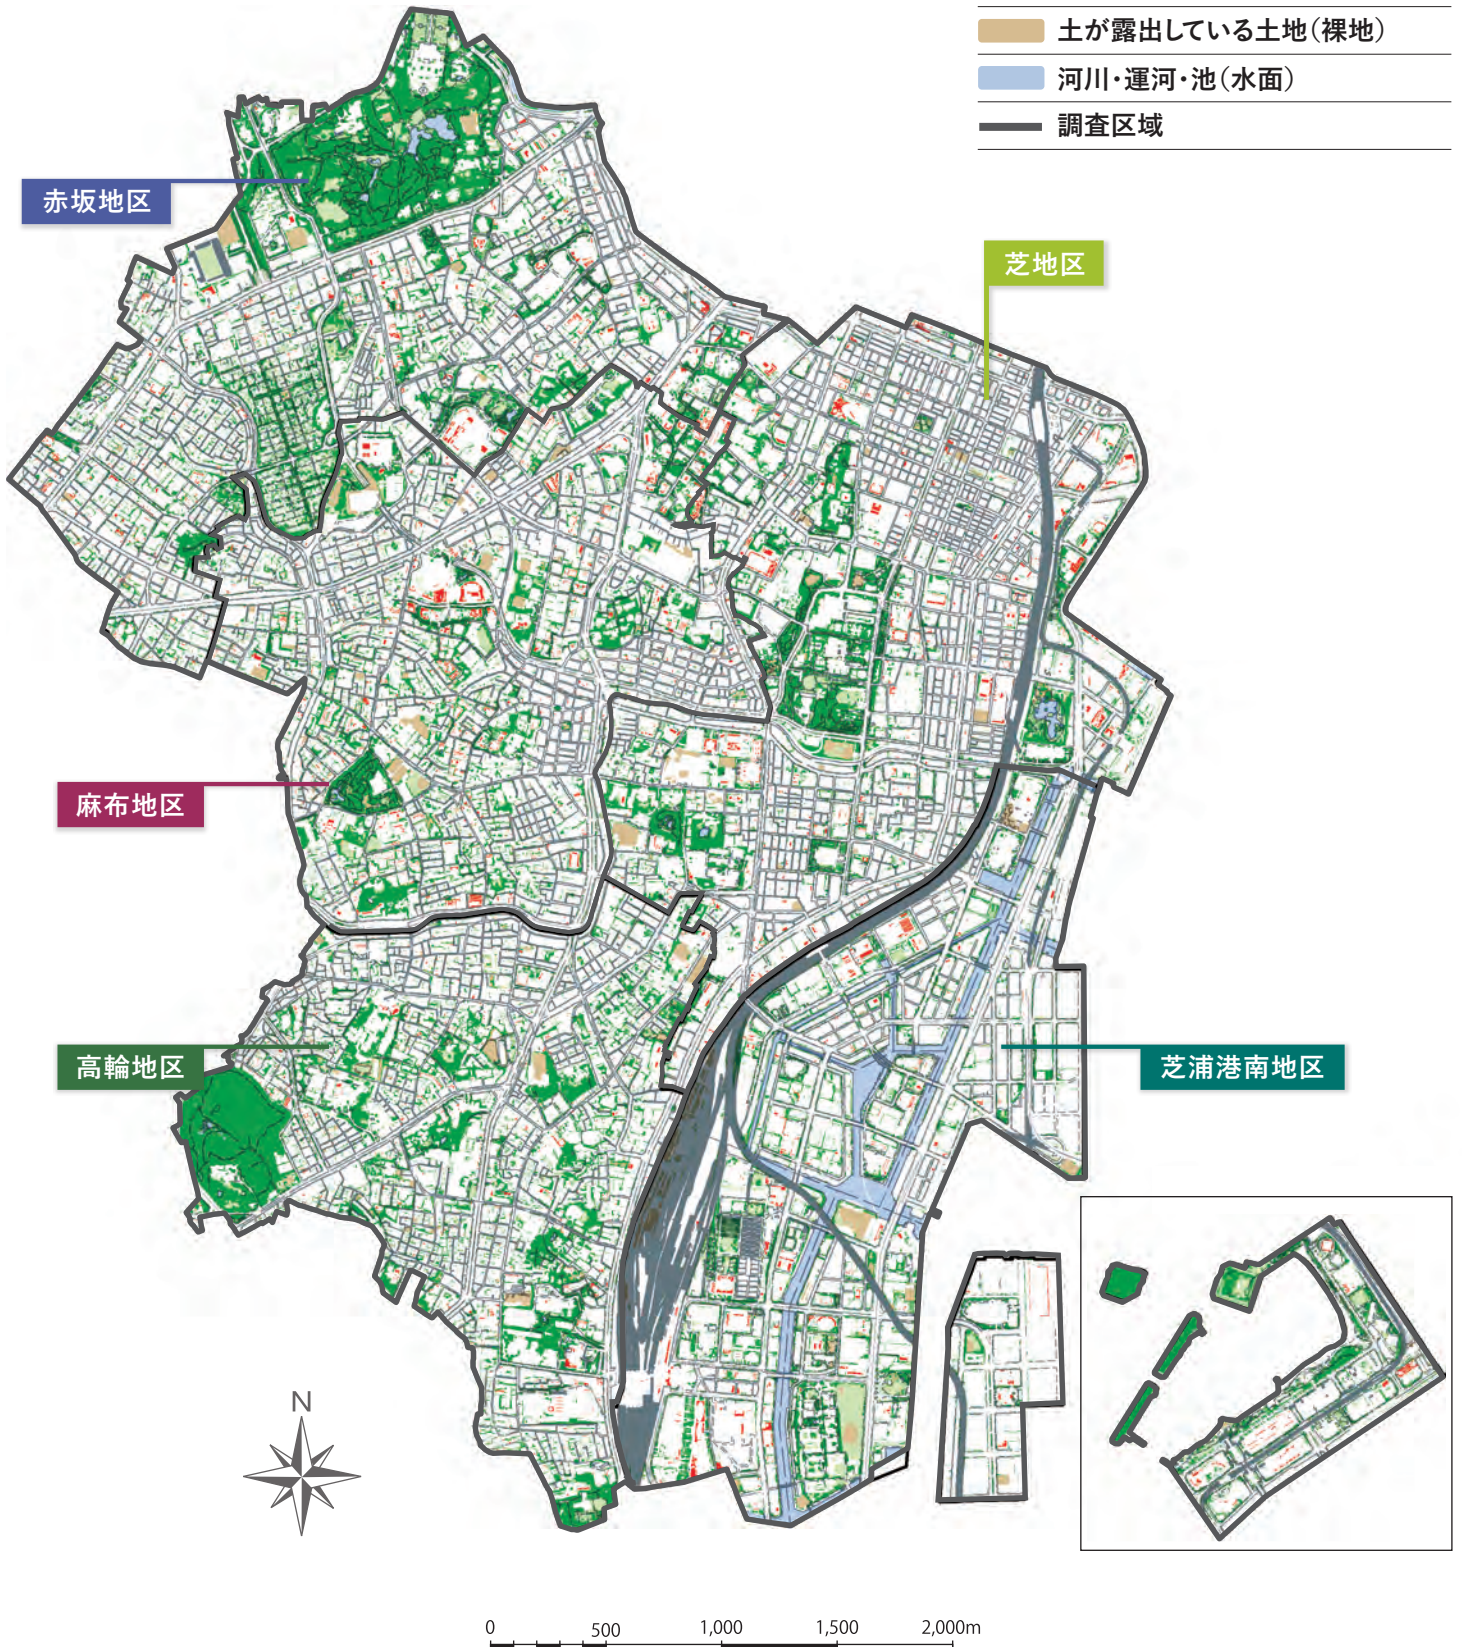 土が露出している土地(裸地)
河川・運河・池(水面)
調査区域
赤坂地区
芝地区
麻布地区
高輪地区
芝浦港南地区
N
0 500 1,000 1,500 2,000m